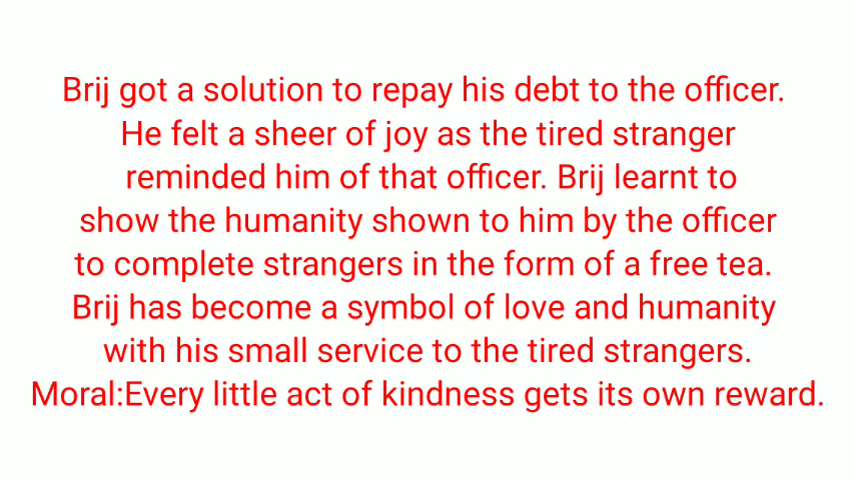 Brij got a solution to repay his debt to the officer.
He felt a sheer of joy as the tired stranger
reminded him of that officer. Brij learnt to
show the humanity shown to him by the officer
to complete strangers in the form of a free tea.
Brij has become a symbol of love and humanity
with his small service to the tired strangers.
Moral:Every little act of kindness gets its own reward.